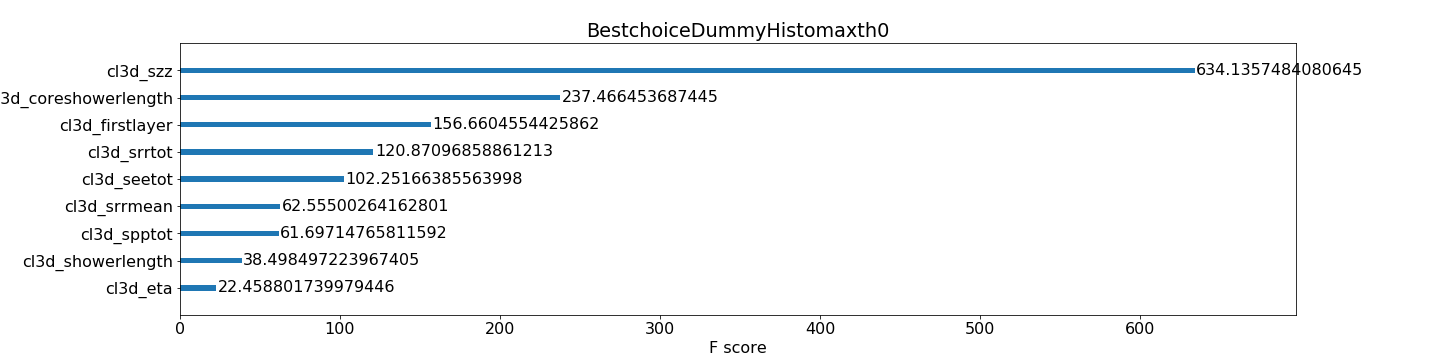 BestchoiceDummyHistomaxth0
cl3d_szz 634.1357484080645
3d_coreshowerlength 237.466453687445
cl3d_firstlayer 156.6604554425862
cl3d_srrtot 120.87096858861213
cl3d_seetot 102.25166385563998
cl3d_srrmean 62.55500264162801
cl3d_spptot 61.69714765811592
cl3d_showerlength 38.498497223967405
cl3d_eta 22.458801739979446
0 100 200 300 400 500 600
F score